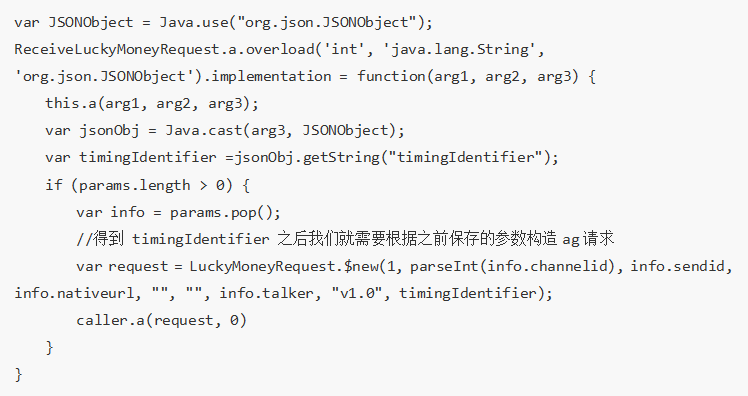 var JSONObject = Java.use("org.json.JSONObject");
ReceiveLuckyMoneyRequest.a.overload('int', 'java.lang.String',
'org.json.JSONObject').implementation = function(arg1, arg2, arg3) {
this.a(arg1, arg2, arg3);
var jsonObj = Java.cast(arg3, JSONObject);
var timingIdentifier =jsonObj.getString("timingIdentifier");
if (params.length > 0) {
var info = params.pop();
//得到 timingIdentifier 之后我们就需要根据之前保存的参数构造 ag 请求
var request = LuckyMoneyRequest.$new(1, parseInt(info.channelid), info.sendid,
info.nativeurl, "", "", info.talker, "v1.0", timingIdentifier);
caller.a(request, 0)
}
}